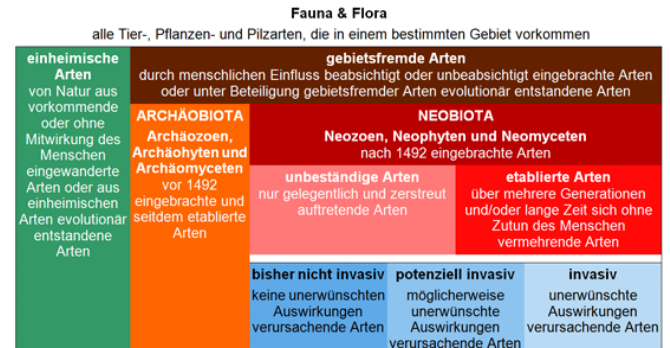 Fauna & Flora
alle Tier-, Pflanzen- und Pilzarten, die in einem bestimmten Gebiet vorkommen
einheimische
Arten
von Natur aus
vorkommende
oder ohne
Mitwirkung des
Menschen
eingewanderte
Arten oder aus
einheimischen
Arten evolutionär
entstandene
Arten
gebietsfremde Arten
durch menschlichen Einfluss beabsichtigt oder unbeabsichtigt eingebrachte Arten
oder unter Beteiligung gebietsfremder Arten evolutionär entstandene Arten
ARCHÄOBIOTA
Archäozoen,
Archäohyten und
Archäomyceten
vor 1492
eingebrachte und
seitdem etablierte
Arten
NEOBIOTA
Neozoen, Neophyten und Neomyceten
nach 1492 eingebrachte Arten
unbeständige Arten
nur gelegentlich und zerstreut
auftretende Arten
etablierte Arten
über mehrere Generationen
und/oder lange Zeit sich ohne
Zutun des Menschen
vermehrende Arten
bisher nicht invasiv
keine unerwünschten
Auswirkungen
verursachende Arten
potenziell invasiv
möglicherweise
unerwünschte
Auswirkungen
verursachende Arten
invasiv
unerwünschte
Auswirkungen
verursachende Arten